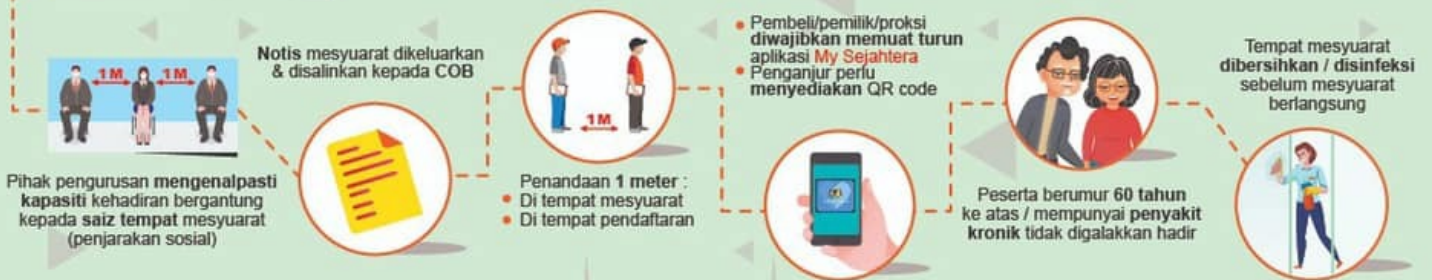 1M 1M
Pihak pengurusan mengenalpasti
kapasiti kehadiran bergantung
kepada saiz tempat mesyuarat
(penjarakan sosial)
Notis mesyuarat dikeluarkan
& disalinkan kepada COB
1M
Penandaan 1 meter :
• Di tempat mesyuarat
• Di tempat pendaftaran
• Pembeli/pemilik/proksi
diwajibkan memuat turun
aplikasi My Sejahtera
• Penganjur perlu
menyediakan QR code
Peserta berumur 60 tahun
ke atas / mempunyai penyakit
kronik tidak digalakkan hadir
Tempat mesyuarat
dibersihkan / disinfeksi
sebelum mesyuarat
berlangsung